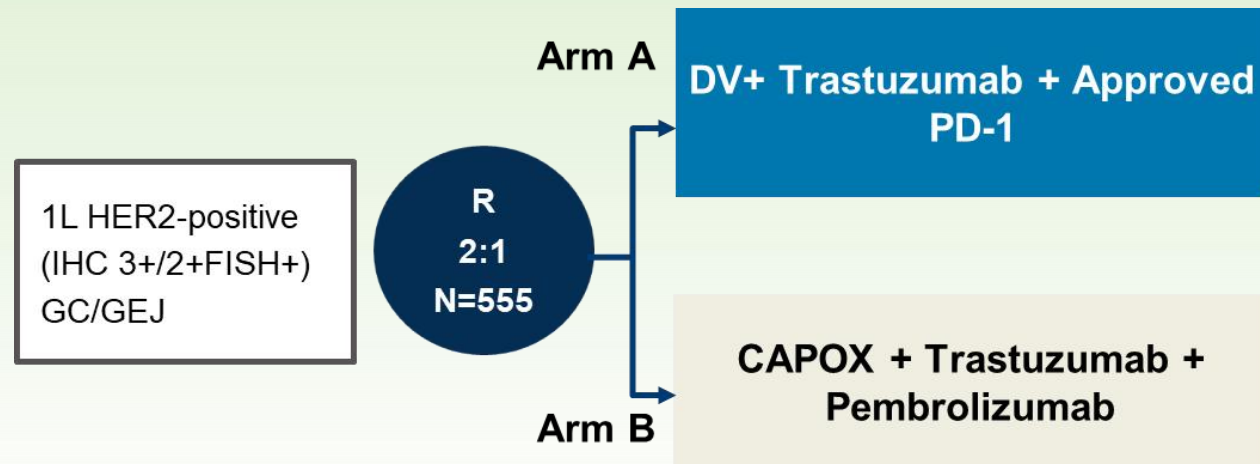 Arm A
DV+ Trastuzumab + Approved
PD-1
1L HER2-positive
(IHC 3+/2+FISH+)
GC/GEJ
R
2:1
N=555
CAPOX + Trastuzumab +
Pembrolizumab
Arm B